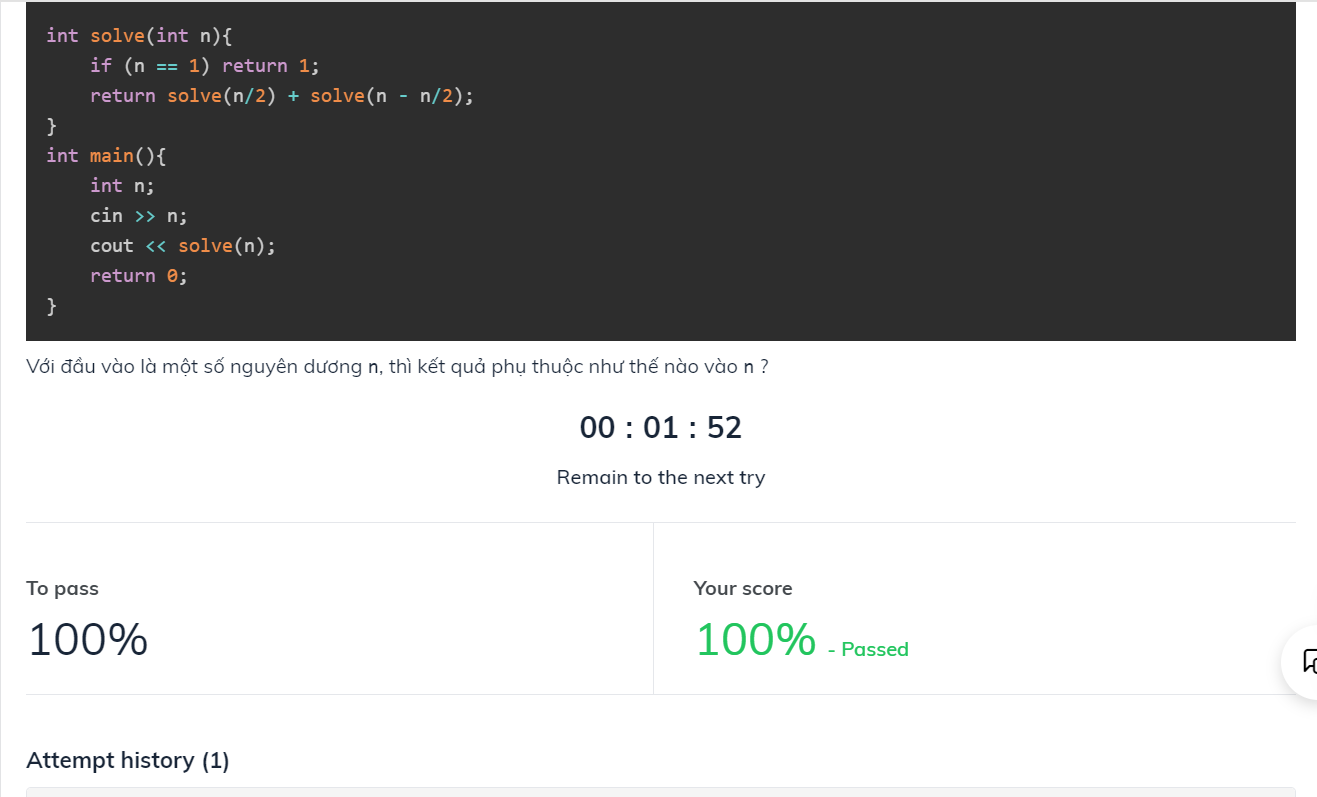 int solve(int n){
    if (n == 1) return 1;
    return solve(n/2) + solve(n - n/2);
}
int main(){
    int n;
    cin >> n;
    cout << solve(n);
    return 0;
}
Với đầu vào là một số nguyên dương n, thì kết quả phụ thuộc như thế nào vào n ?
00 : 01 : 52
Remain to the next try
To pass
100%
Your score
100% - Passed
Attempt history (1)